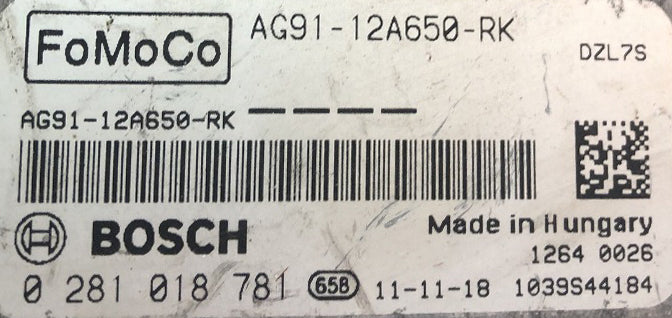 FoMoCo AG91-12A650-RK
DZL7S
AG91-12A650-RK
BOSCH Made in Hungary
1264 0026
0 281 018 781 658 11-11-18 1039S44184